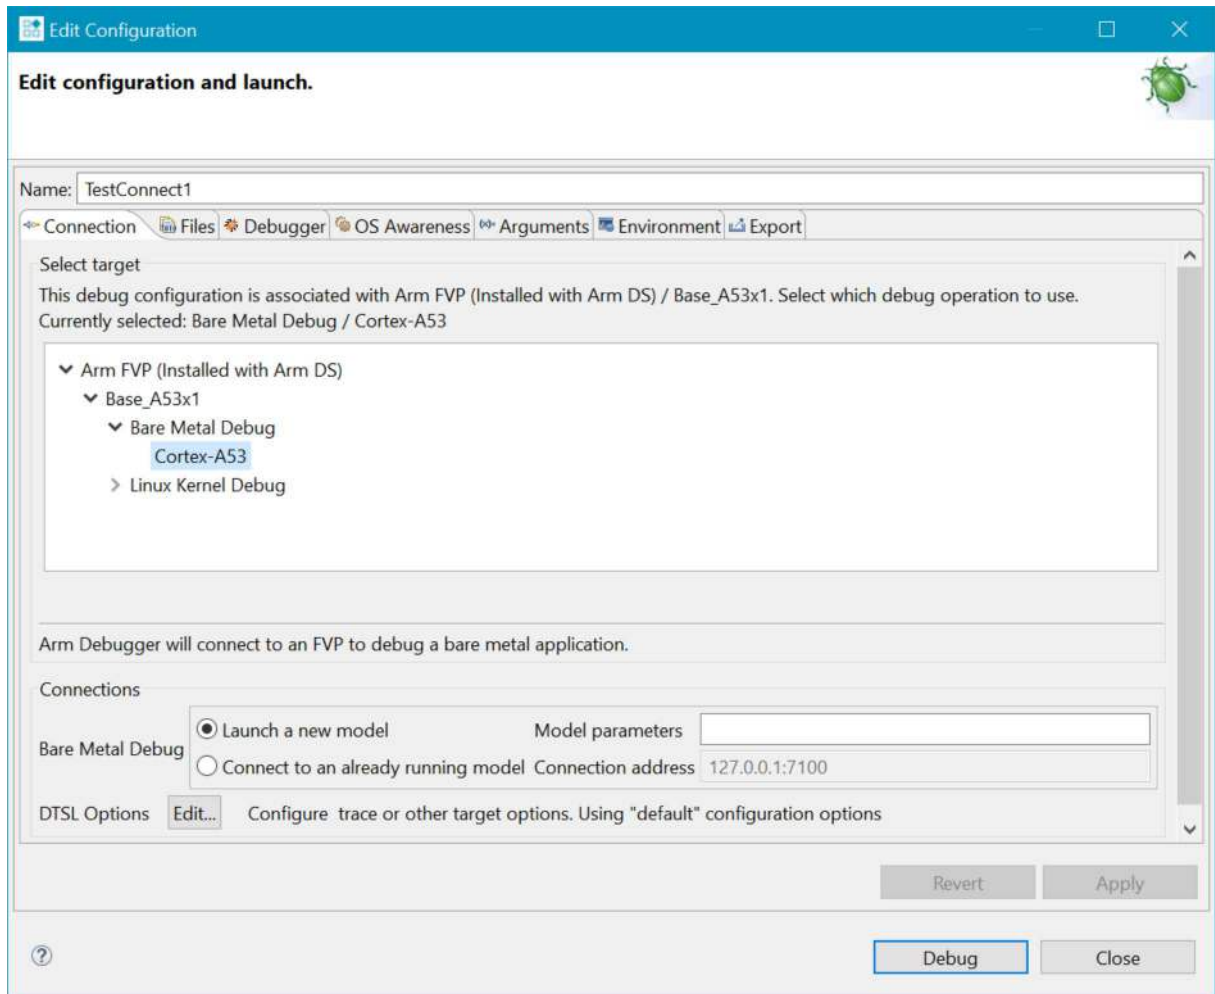 Edit Configuration
Edit configuration and launch.
Name: TestConnect1
Connection Files Debugger OS Awareness Arguments Environment Export
Select target
This debug configuration is associated with Arm FVP (Installed with Arm DS) / Base_A53x1. Select which debug operation to use.
Currently selected: Bare Metal Debug / Cortex-A53
Arm FVP (Installed with Arm DS)
Base_A53x1
Bare Metal Debug
Cortex-A53
Linux Kernel Debug
Arm Debugger will connect to an FVP to debug a bare metal application.
Connections
Bare Metal Debug
Launch a new model Model parameters
Connect to an already running model Connection address 127.0.0.1:7100
DTSL Options Edit... Configure trace or other target options. Using "default" configuration options
Revert Apply
? Debug Close